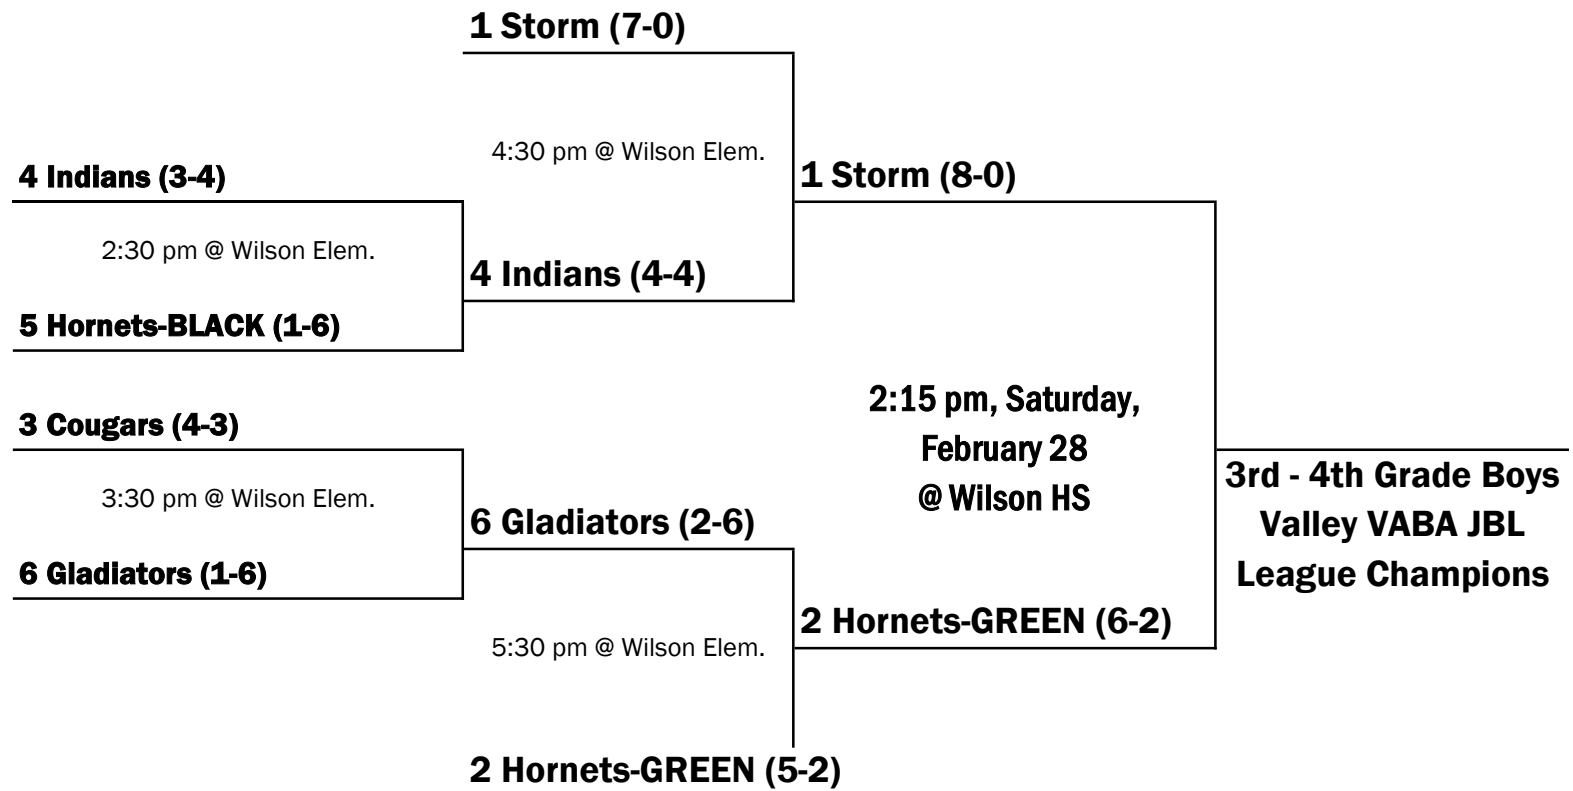 1 Storm (7-0)
4:30 pm @ Wilson Elem.
4 Indians (3-4)
1 Storm (8-0)
2:30 pm @ Wilson Elem.
4 Indians (4-4)
5 Hornets-BLACK (1-6)
3 Cougars (4-3)
2:15 pm, Saturday,
February 28
@ Wilson HS
3:30 pm @ Wilson Elem.
6 Gladiators (2-6)
6 Gladiators (1-6)
3rd - 4th Grade Boys
Valley VABA JBL
League Champions
5:30 pm @ Wilson Elem.
2 Hornets-GREEN (6-2)
2 Hornets-GREEN (5-2)